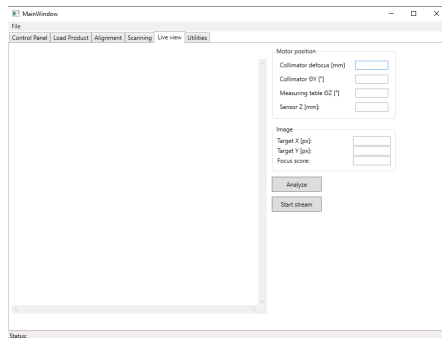 MainWindow
File
Control Panel Load Product Alignment Scanning Live view Utilities
Motor position
Collimator defocus [mm]
Collimator ΘY [°]
Measuring table ΘZ [°]
Sensor Z [mm]:
Image
Target X [px]:
Target Y [px]:
Focus score:
Analyze
Start stream
Status: